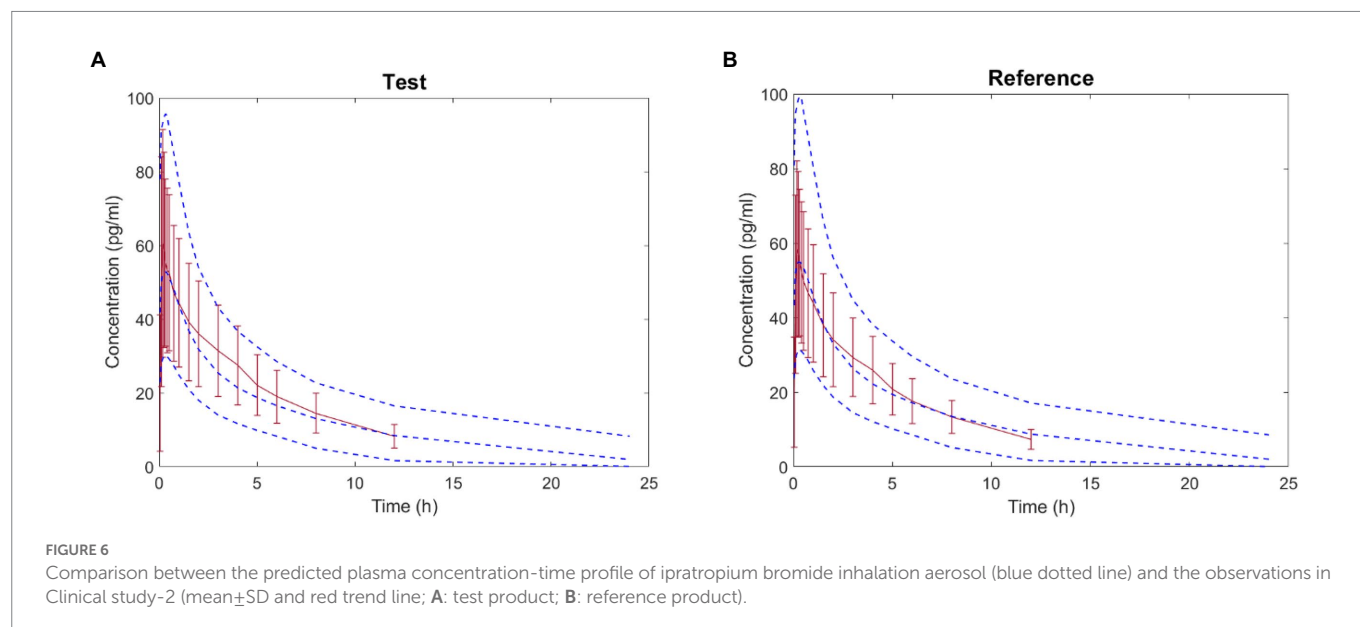 A
Test
100
80
60
40
20
0
Concentration (pg/ml)
0 5 10 15 20 25
Time (h)
B
Reference
100
80
60
40
20
0
Concentration (pg/ml)
0 5 10 15 20 25
Time (h)
FIGURE 6
Comparison between the predicted plasma concentration-time profile of ipratropium bromide inhalation aerosol (blue dotted line) and the observations in
Clinical study-2 (mean±SD and red trend line; A: test product; B: reference product).